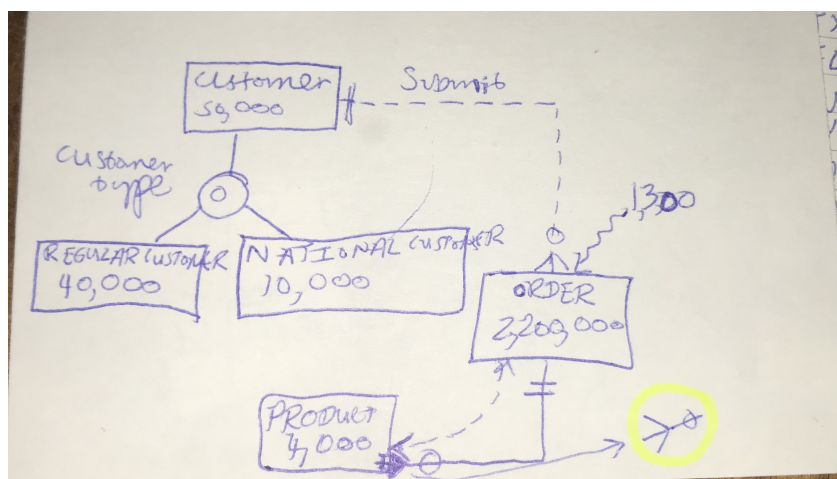 Customer
50,000
Submit
Customer
type
1,300
REGULAR CUSTOMER
40,000
NATIONAL CUSTOMER
10,000
ORDER
2,200,000
PRODUCT
4,000